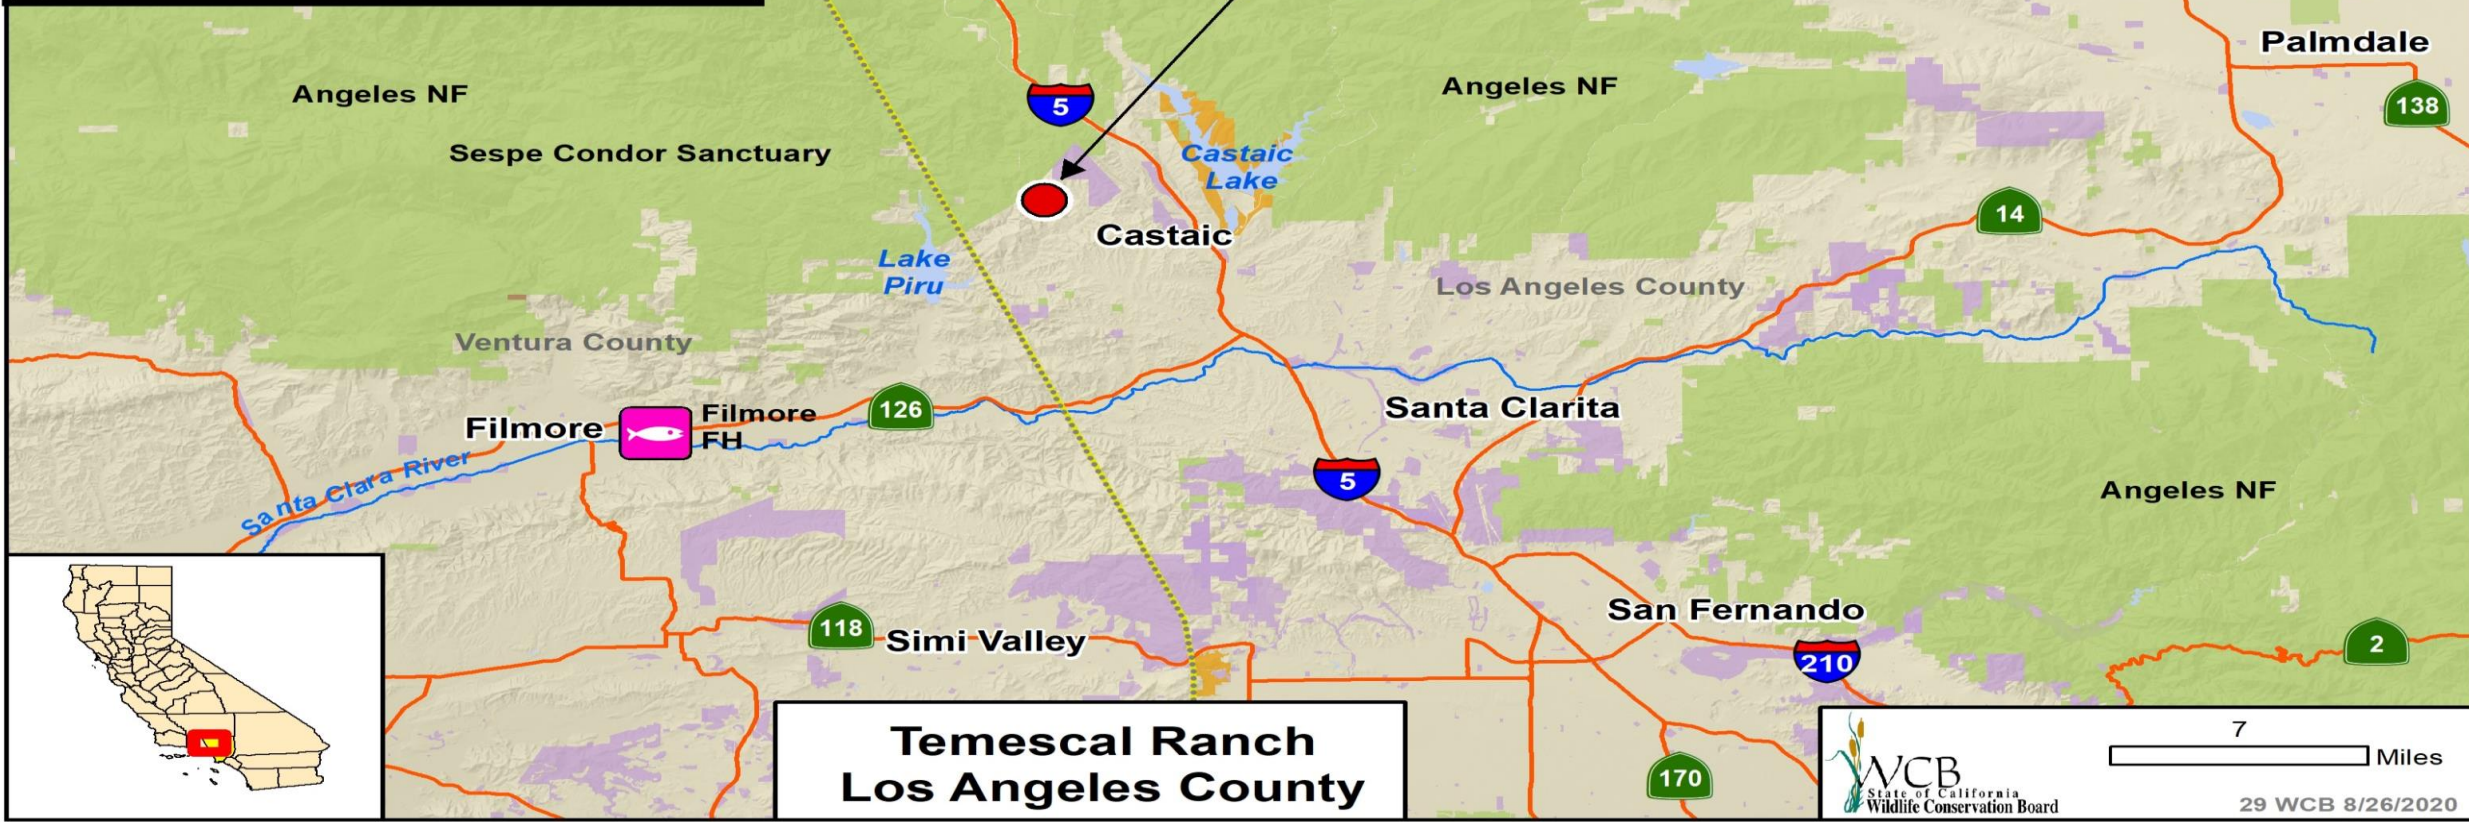 Palmdale
Angeles NF
Angeles NF
5
138
Sespe Condor Sanctuary
Castaic
Lake
14
Castaic
Lake
Piru
Los Angeles County
Ventura County
126
Santa Clarita
Filmore
Filmore
FH
Santa Clara River
5
Angeles NF
San Fernando
118
Simi Valley
210
2
Temescal Ranch
Los Angeles County
170
7
Miles
WCB
State of California
Wildlife Conservation Board
29 WCB 8/26/2020